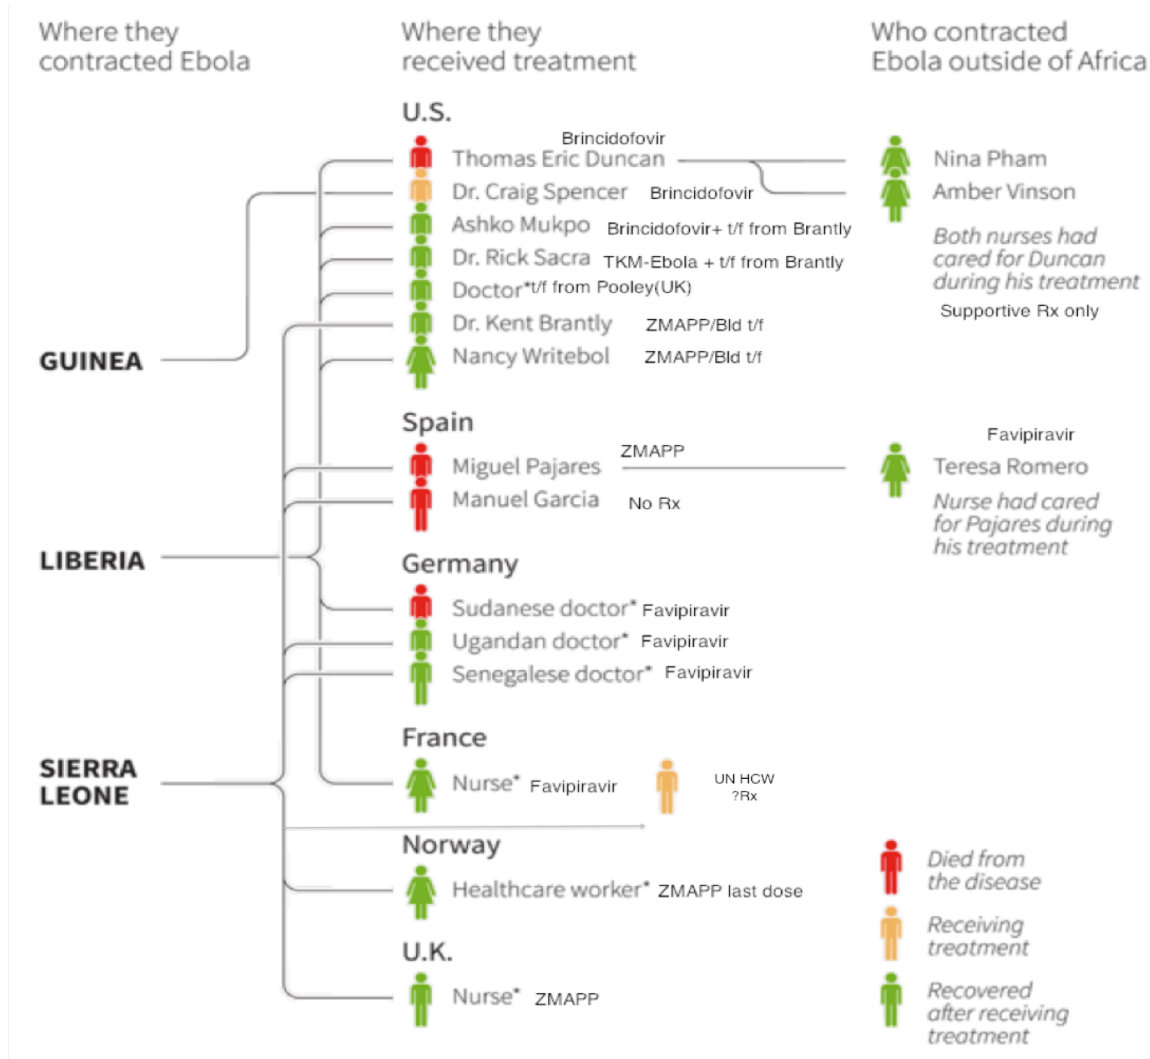 Where they
contracted Ebola
Where they
received treatment
Who contracted
Ebola outside of Africa
U.S.
Brincidofovir
Thomas Eric Duncan
Nina Pham
Dr. Craig Spencer Brincidofovir
Amber Vinson
Ashko Mukpo Brincidofovir+ t/f from Brantly
Both nurses had
cared for Duncan
during his treatment
Dr. Rick Sacra TKM-Ebola + t/f from Brantly
Doctor*t/f from Pooley(UK)
Supportive Rx only
Dr. Kent Brantly ZMAPP/Bld t/f
GUINEA
Nancy Writebol ZMAPP/Bld t/f
Spain
Favipiravir
ZMAPP
Miguel Pajares
Teresa Romero
Manuel Garcia No Rx
Nurse had cared
for Pajares during
his treatment
LIBERIA
Germany
Sudanese doctor* Favipiravir
Ugandan doctor* Favipiravir
Senegalese doctor* Favipiravir
France
SIERRA
LEONE
Nurse* Favipiravir
UN HCW
?Rx
Norway
Healthcare worker* ZMAPP last dose
U.K.
Nurse* ZMAPP
Died from
the disease
Receiving
treatment
Recovered
after receiving
treatment